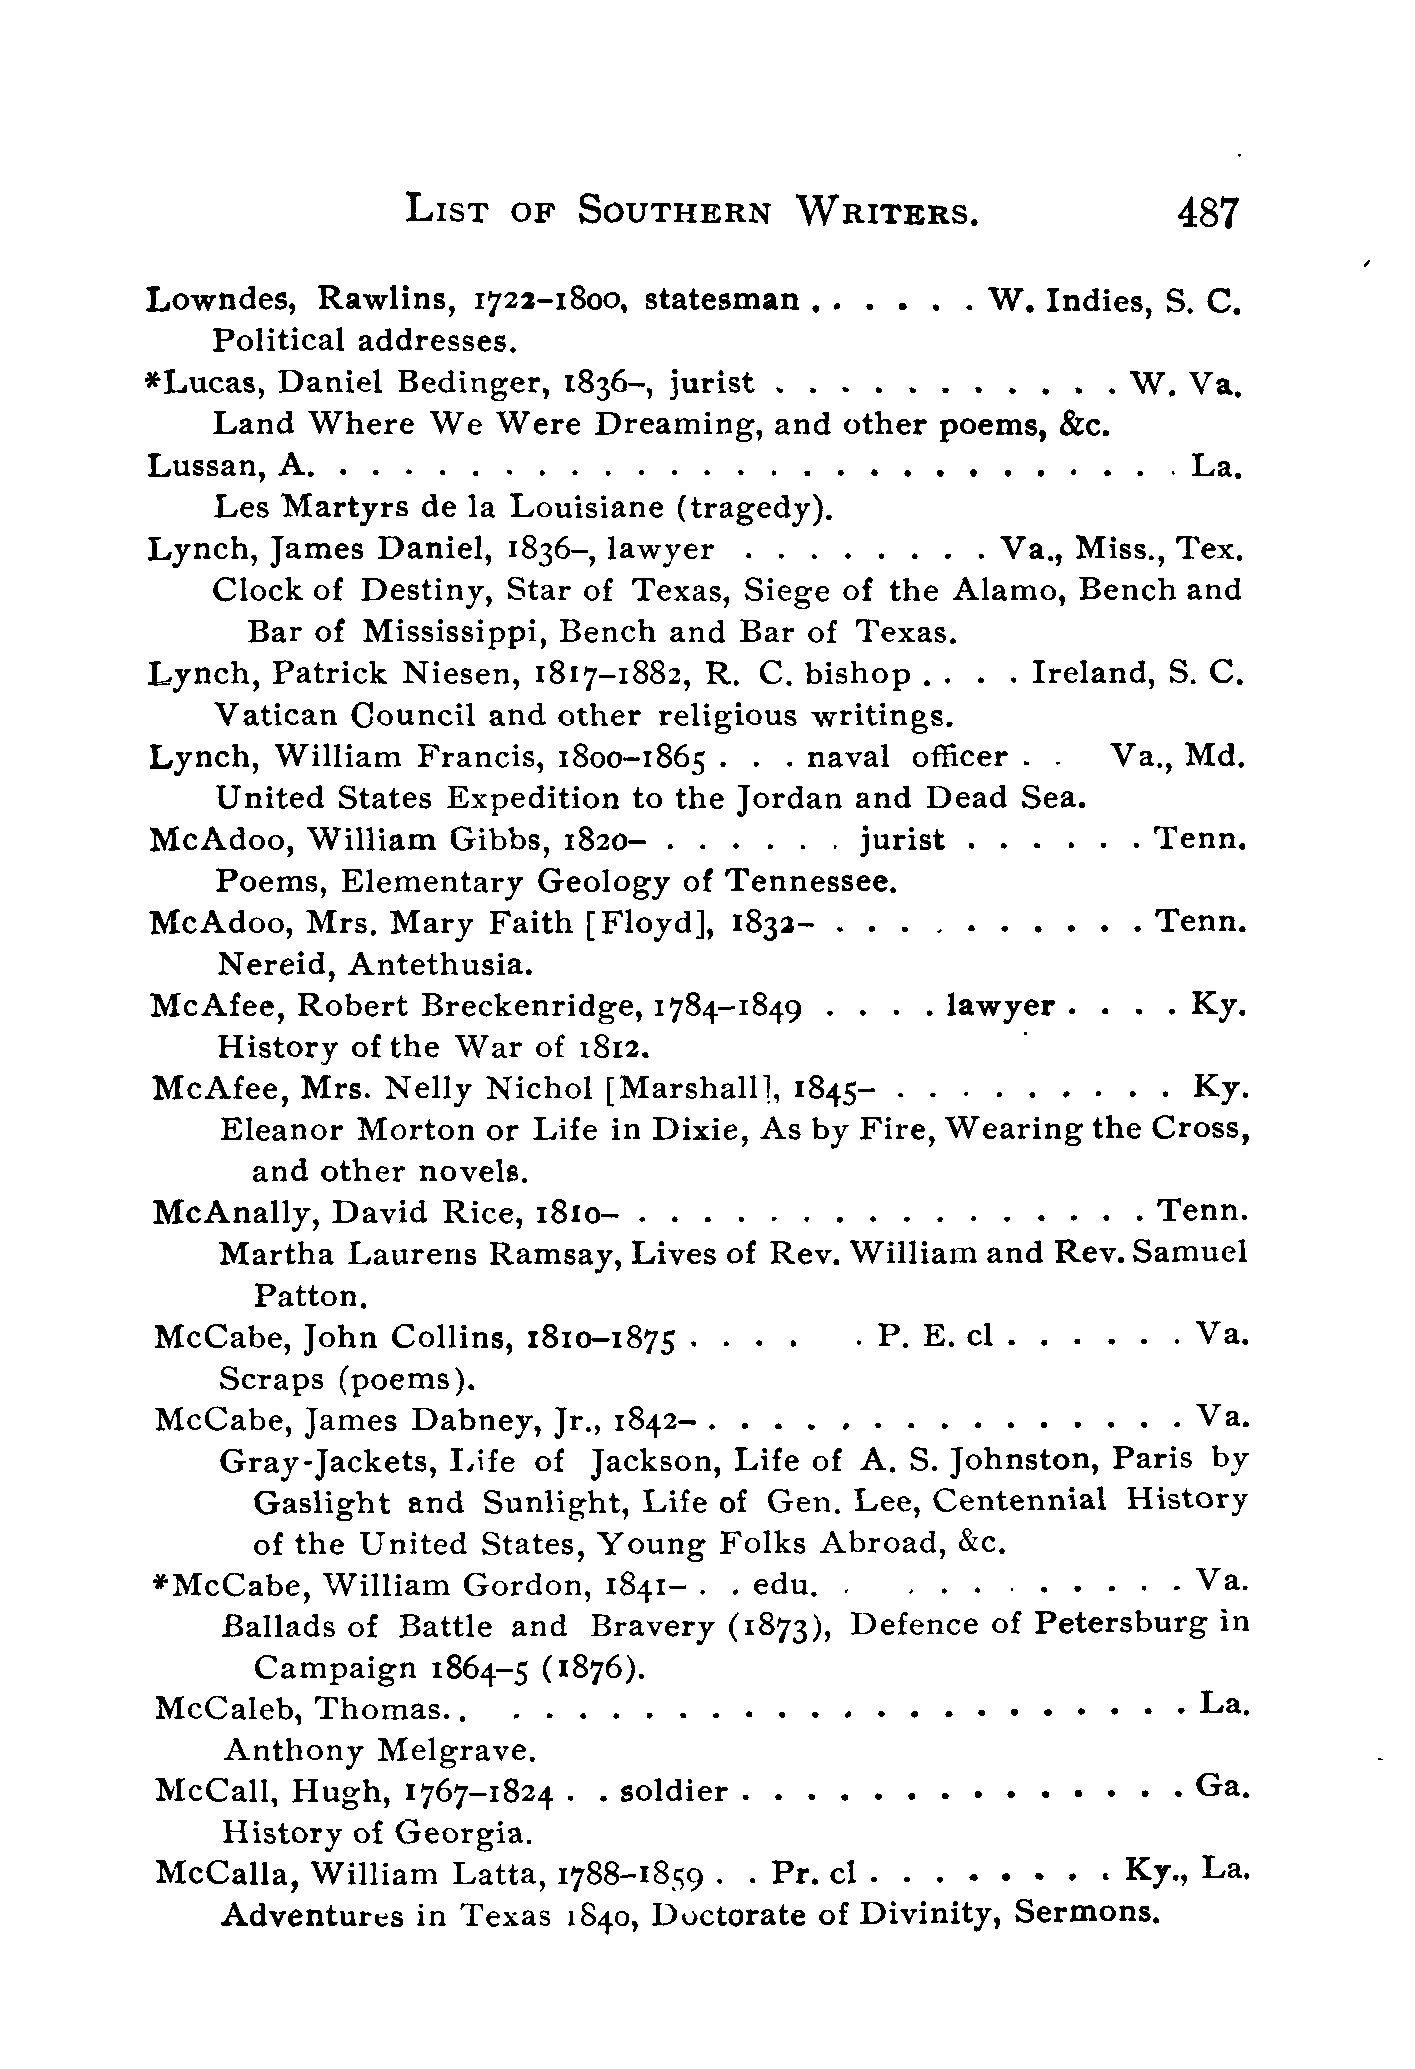 List of Southern Writers. 487
Lowndes, Rawlins, 1722–1800, statesman . . . . . . W. Indies, S. C.
Political addresses.
*Lucas, Daniel Bedinger, 1836–, jurist . . . . . . . . . . . W. Va.
Land Where We Were Dreaming, and other poems, &c.
Lussan, A. . . . . . . . . . . . . . . . . . . . . . . . . . . La.
Les Martyrs de la Louisiane (tragedy).
Lynch, James Daniel, 1836–, lawyer . . . . . . . . Va., Miss., Tex.
Clock of Destiny, Star of Texas, Siege of the Alamo, Bench and
Bar of Mississippi, Bench and Bar of Texas.
Lynch, Patrick Niesen, 1817–1882, R. C. bishop . . . . Ireland, S. C.
Vatican Council and other religious writings.
Lynch, William Francis, 1800–1865 . . . naval officer . . Va., Md.
United States Expedition to the Jordan and Dead Sea.
McAdoo, William Gibbs, 1820– . . . . . . jurist . . . . . . Tenn.
Poems, Elementary Geology of Tennessee.
McAdoo, Mrs. Mary Faith [Floyd], 1832– . . . . . . . . . . Tenn.
Nereid, Antethusia.
McAfee, Robert Breckenridge, 1784–1849 . . . . lawyer . . . . Ky.
History of the War of 1812.
McAfee, Mrs. Nelly Nichol [Marshall], 1845– . . . . . . . . . Ky.
Eleanor Morton or Life in Dixie, As by Fire, Wearing the Cross,
and other novels.
McAnally, David Rice, 1810– . . . . . . . . . . . . . . . . Tenn.
Martha Laurens Ramsay, Lives of Rev. William and Rev. Samuel
Patton.
McCabe, John Collins, 1810–1875 . . . . . P. E. cl . . . . . . Va.
Scraps (poems).
McCabe, James Dabney, Jr., 1842– . . . . . . . . . . . . . . . Va.
Gray-Jackets, Life of Jackson, Life of A. S. Johnston, Paris by
Gaslight and Sunlight, Life of Gen. Lee, Centennial History
of the United States, Young Folks Abroad, &c.
*McCabe, William Gordon, 1841– . . edu. . . . . . . . . . . Va.
Ballads of Battle and Bravery (1873), Defence of Petersburg in
Campaign 1864–5 (1876).
McCaleb, Thomas. . . . . . . . . . . . . . . . . . . . . . . La.
Anthony Melgrave.
McCall, Hugh, 1767–1824 . . soldier . . . . . . . . . . . . . . Ga.
History of Georgia.
McCalla, William Latta, 1788–1859 . . Pr. cl . . . . . . . . Ky., La.
Adventures in Texas 1840, Doctorate of Divinity, Sermons.